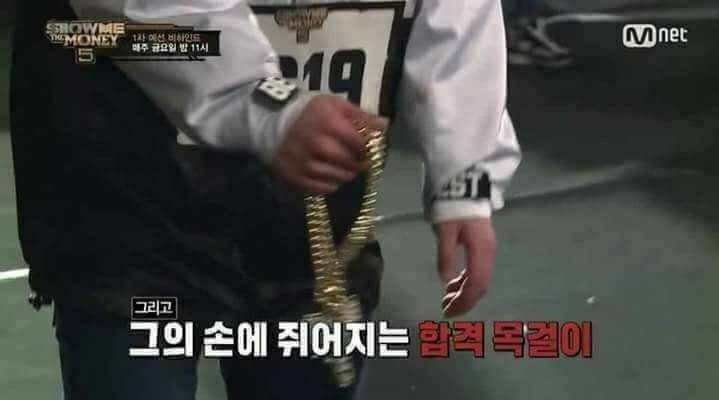 SHOW ME
THE MONEY
5
1차 예선 비하인드
매주 금요일 밤 11시
Mnet
919
EST
그리고
그의 손에 쥐어지는 합격 목걸이